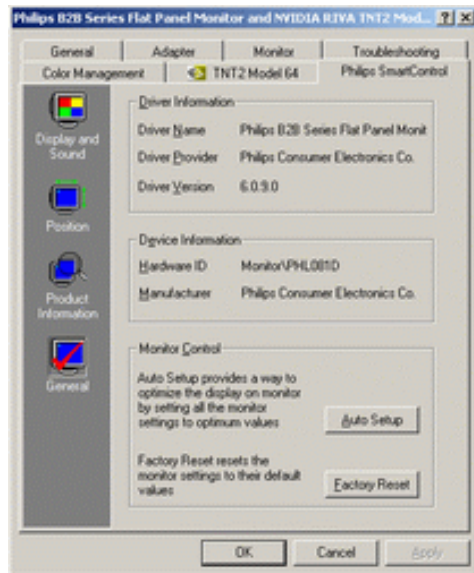 Philips B2B Series Flat Panel Monitor and NVIDIA RIVA TNT2 Mod...
General Adapter Monitor Troubleshooting
Color Management TNT2 Model 64 Philips SmartControl
Display and
Sound
Position
Product
Information
General
Driver Information
Driver Name Philips B2B Series Flat Panel Monit
Driver Provider Philips Consumer Electronics Co.
Driver Version 6.0.9.0
Device Information
Hardware ID Monitor\PHL081D
Manufacturer Philips Consumer Electronics Co.
Monitor Control
Auto Setup provides a way to
optimize the display on monitor
by setting all the monitor
settings to optimum values
Auto Setup
Factory Reset resets the
monitor settings to their default
values
Factory Reset
OK Cancel Apply